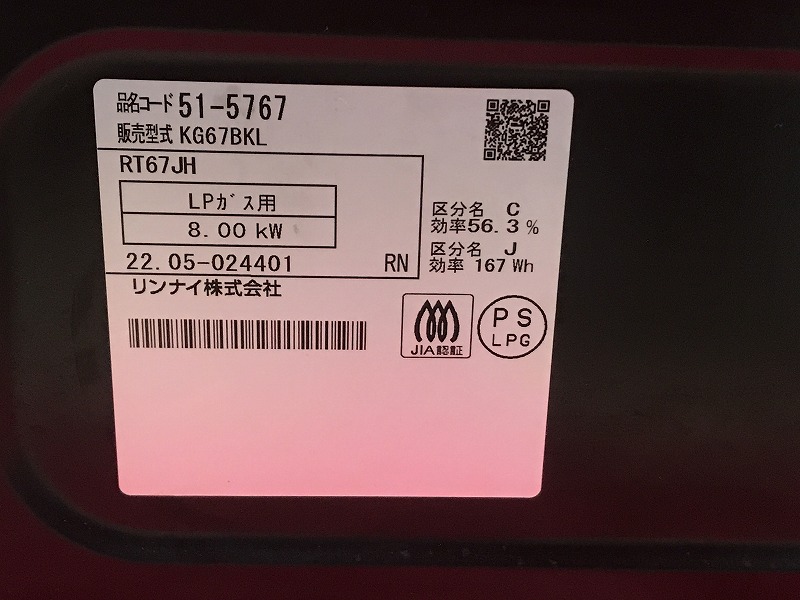 品名コード 51-5767
販売型式 KG67BKL
RT67JH
LPガス用
8.00 kW
22.05-024401 RN
リンナイ株式会社
区分名 C
効率56.3 %
区分名 J
効率 167 Wh
JIA認証
PS
LPG